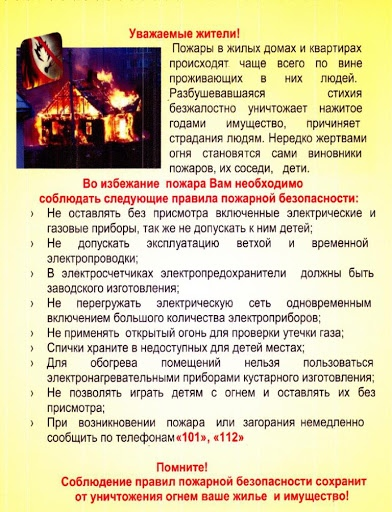 Уважаемые жители!
Пожары в жилых домах и квартирах
происходят чаще всего по вине
проживающих в них людей.
Разбушевавшаяся стихия
безжалостно уничтожает нажитое
годами имущество, причиняет
страдания людям. Нередко жертвами
огня становятся сами виновники
пожаров, их соседи, дети.
Во избежание пожара Вам необходимо
соблюдать следующие правила пожарной безопасности:
› Не оставлять без присмотра включенные электрические и
газовые приборы, так же не допускать к ним детей;
› Не допускать эксплуатацию ветхой и временной
электропроводки;
› В электросчетчиках электропредохранители должны быть
заводского изготовления;
› Не перегружать электрическую сеть одновременным
включением большого количества электроприборов;
› Не применять открытый огонь для проверки утечки газа;
› Спички храните в недоступных для детей местах;
› Для обогрева помещений нельзя пользоваться
электронагревательными приборами кустарного изготовления;
› Не позволять играть детям с огнем и оставлять их без
присмотра;
› При возникновении пожара или загорания немедленно
сообщить по телефонам «101», «112»
Помните!
Соблюдение правил пожарной безопасности сохранит
от уничтожения огнем ваше жилье и имущество!